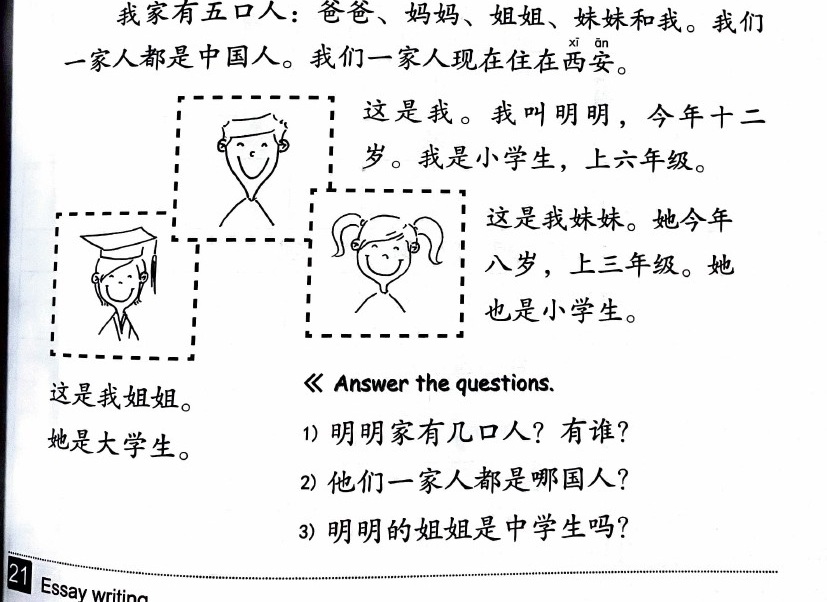 我家有五口人：爸爸、妈妈、姐姐、妹妹和我。我们
xī ān
一家人都是中国人。我们一家人现在住在西安。
这是我。我叫明明，今年十二
岁。我是小学生，上六年级。
这是我妹妹。她今年
八岁，上三年级。她
也是小学生。
这是我姐姐。
她是大学生。
« Answer the questions.
1) 明明家有几口人？有谁？
2) 他们一家人都是哪国人？
3) 明明的姐姐是中学生吗？
21 Essay writing